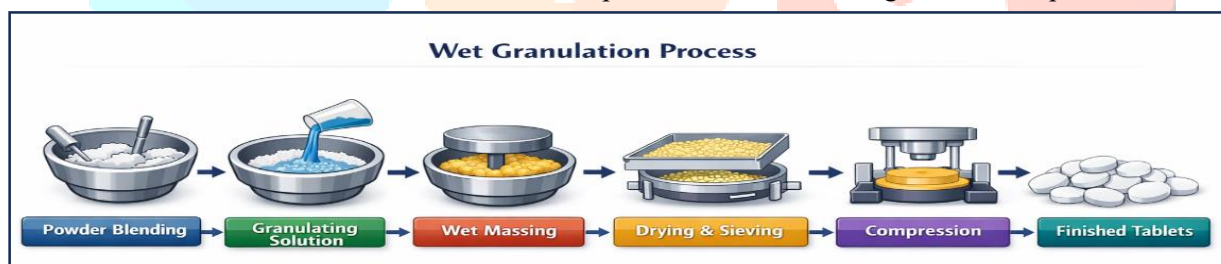 Wet Granulation Process
Powder Blending
Granulating
Solution
Wet Massing
Drying & Sieving
Compression
Finished Tablets